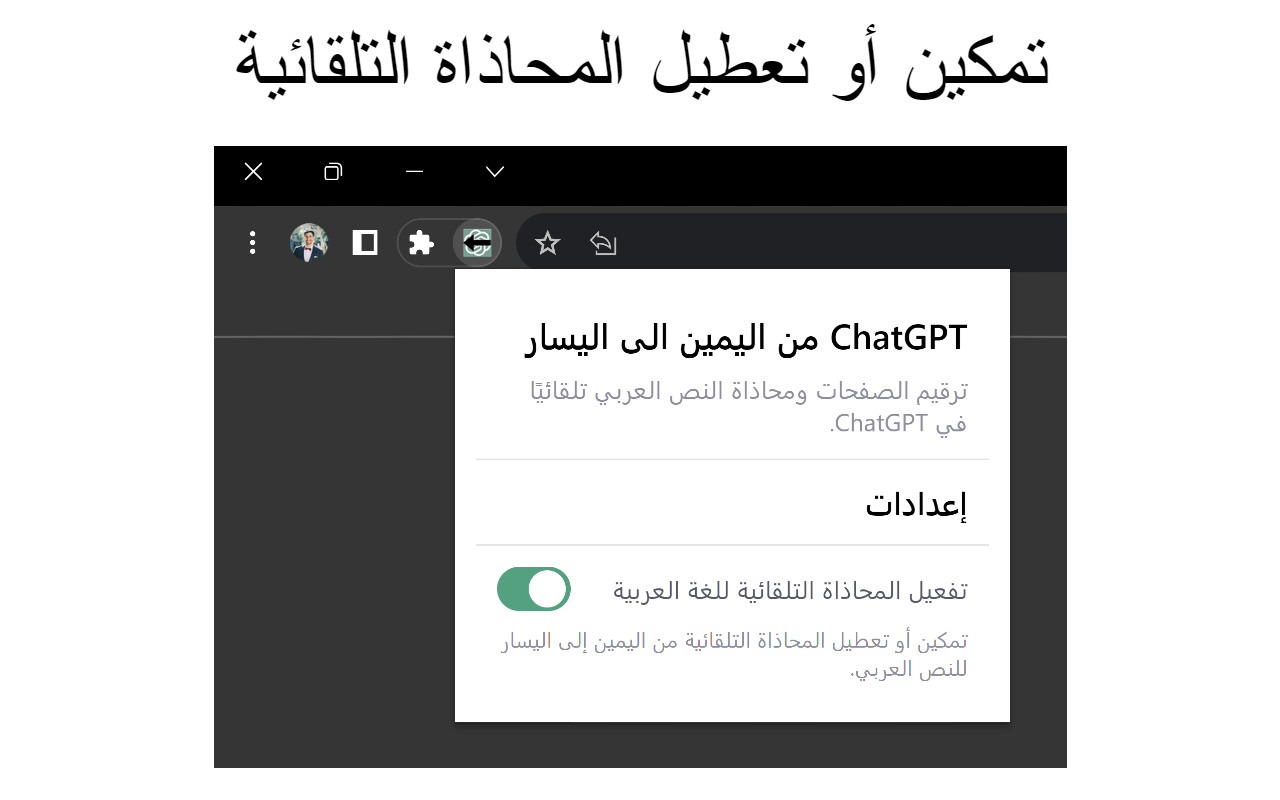 تمكين أو تعطيل المحاذاة التلقائية
ChatGPT من اليمين الى اليسار
ترقيم الصفحات ومحاذاة النص العربي تلقائيًا
في ChatGPT.
إعدادات
تفعيل المحاذاة التلقائية للغة العربية
تمكين أو تعطيل المحاذاة التلقائية من اليمين إلى اليسار
للنص العربي.